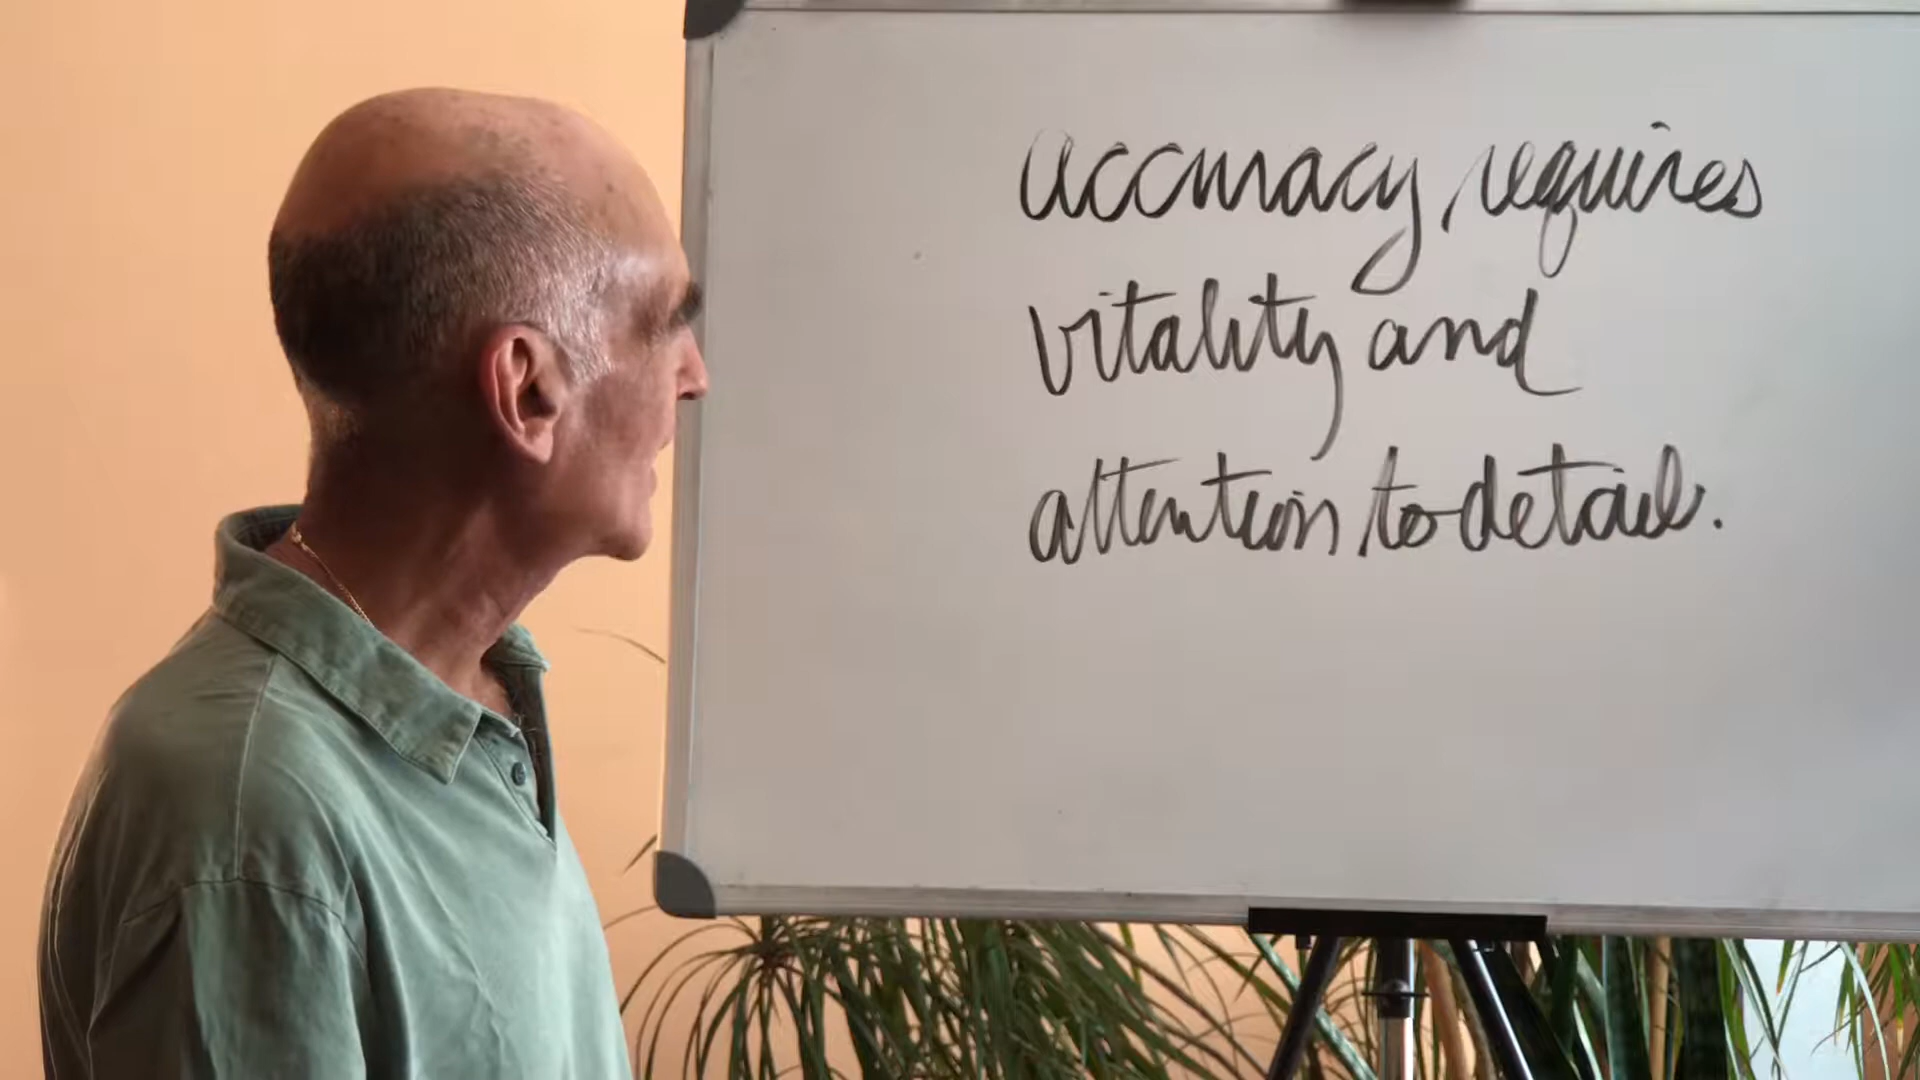 accuracy requires
vitality and
attention to detail.